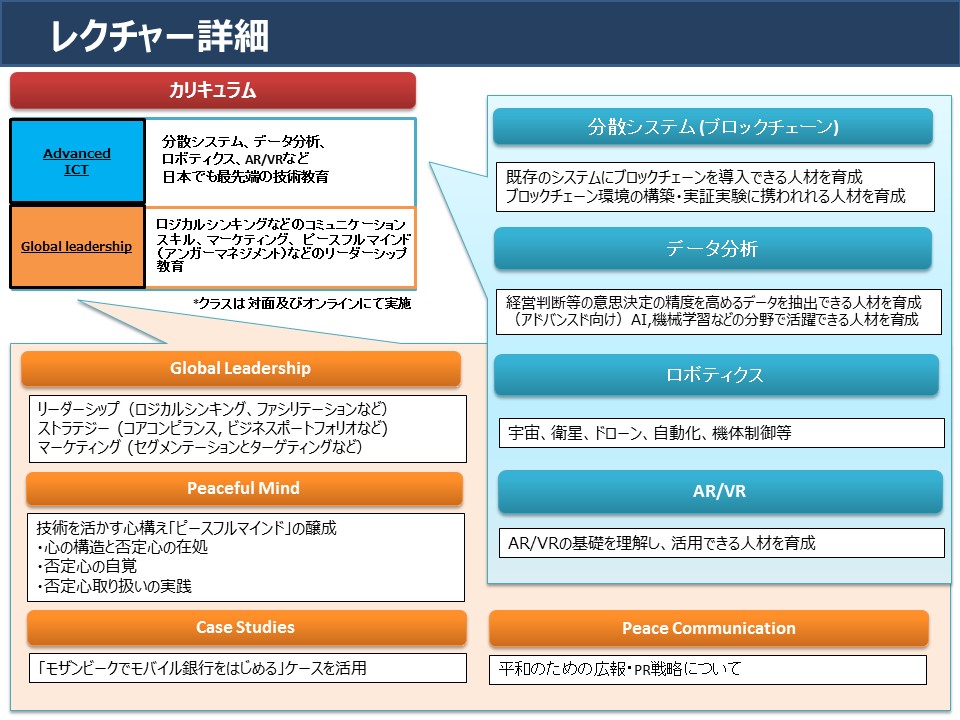 レクチャー詳細
カリキュラム
Advanced
ICT
分散システム、データ分析、
ロボティクス、AR/VRなど
日本でも最先端の技術教育
Global leadership
ロジカルシンキングなどのコミュニケーション
スキル、マーケティング、ピースフルマインド
（アンガーマネジメント）などのリーダーシップ
教育
*クラスは対面及びオンラインにて実施
分散システム(ブロックチェーン)
既存のシステムにブロックチェーンを導入できる人材を育成
ブロックチェーン環境の構築・実証実験に携われれる人材を育成
データ分析
経営判断等の意思決定の精度を高めるデータを抽出できる人材を育成
（アドバンスド向け）AI,機械学習などの分野で活躍できる人材を育成
ロボティクス
宇宙、衛星、ドローン、自動化、機体制御等
AR/VR
AR/VRの基礎を理解し、活用できる人材を育成
Global Leadership
リーダーシップ（ロジカルシンキング、ファシリテーションなど）
ストラテジー（コアコンピランス, ビジネスポートフォリオなど）
マーケティング（セグメンテーションとターゲティングなど）
Peaceful Mind
技術を活かす心構え「ピースフルマインド」の醸成
・心の構造と否定心の在処
・否定心の自覚
・否定心取り扱いの実践
Case Studies
「モザンビークでモバイル銀行をはじめる」ケースを活用
Peace Communication
平和のための広報・PR戦略について